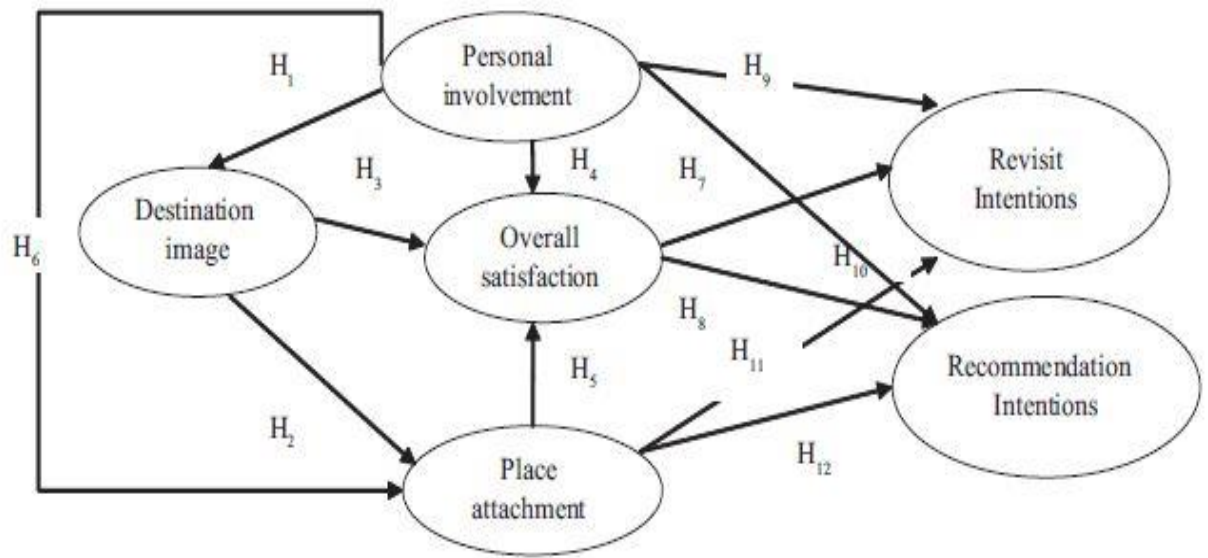 Personal
involvement
H₁
H₉
H₃
H₄
H₇
Revisit
Intentions
Destination
image
H₆
Overall
satisfaction
H₁₀
H₈
H₅
H₁₁
Recommendation
Intentions
H₂
Place
attachment
H₁₂